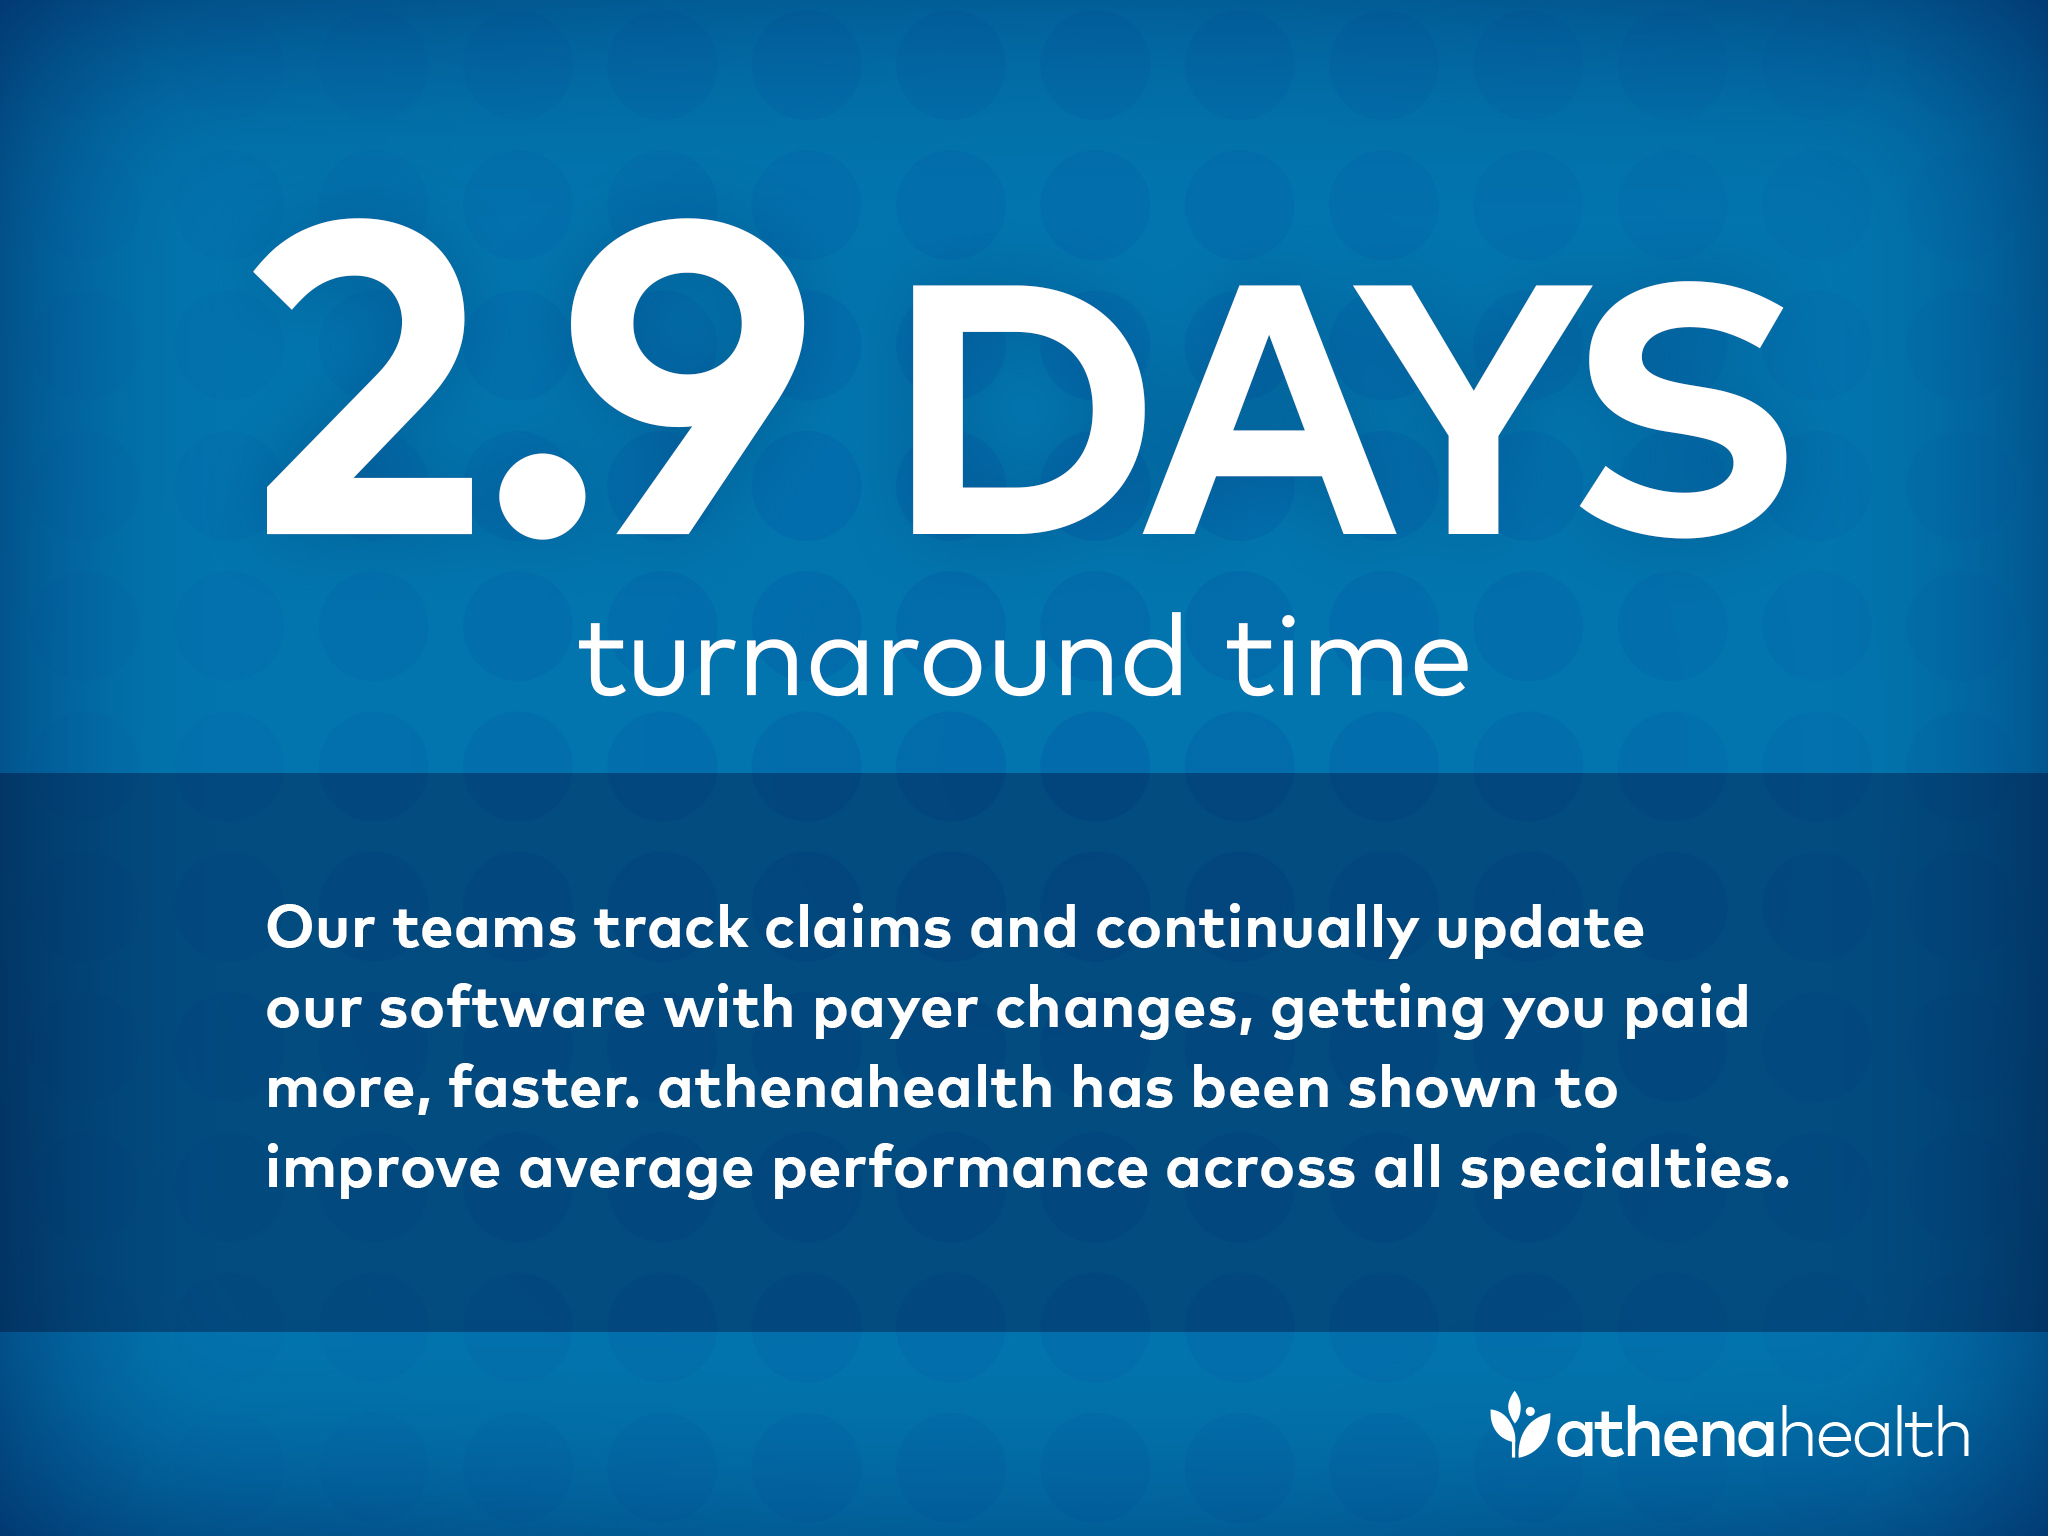 2.9 DAYS
turnaround time
Our teams track claims and continually update
our software with payer changes, getting you paid
more, faster. athenahealth has been shown to
improve average performance across all specialties.
athenahealth